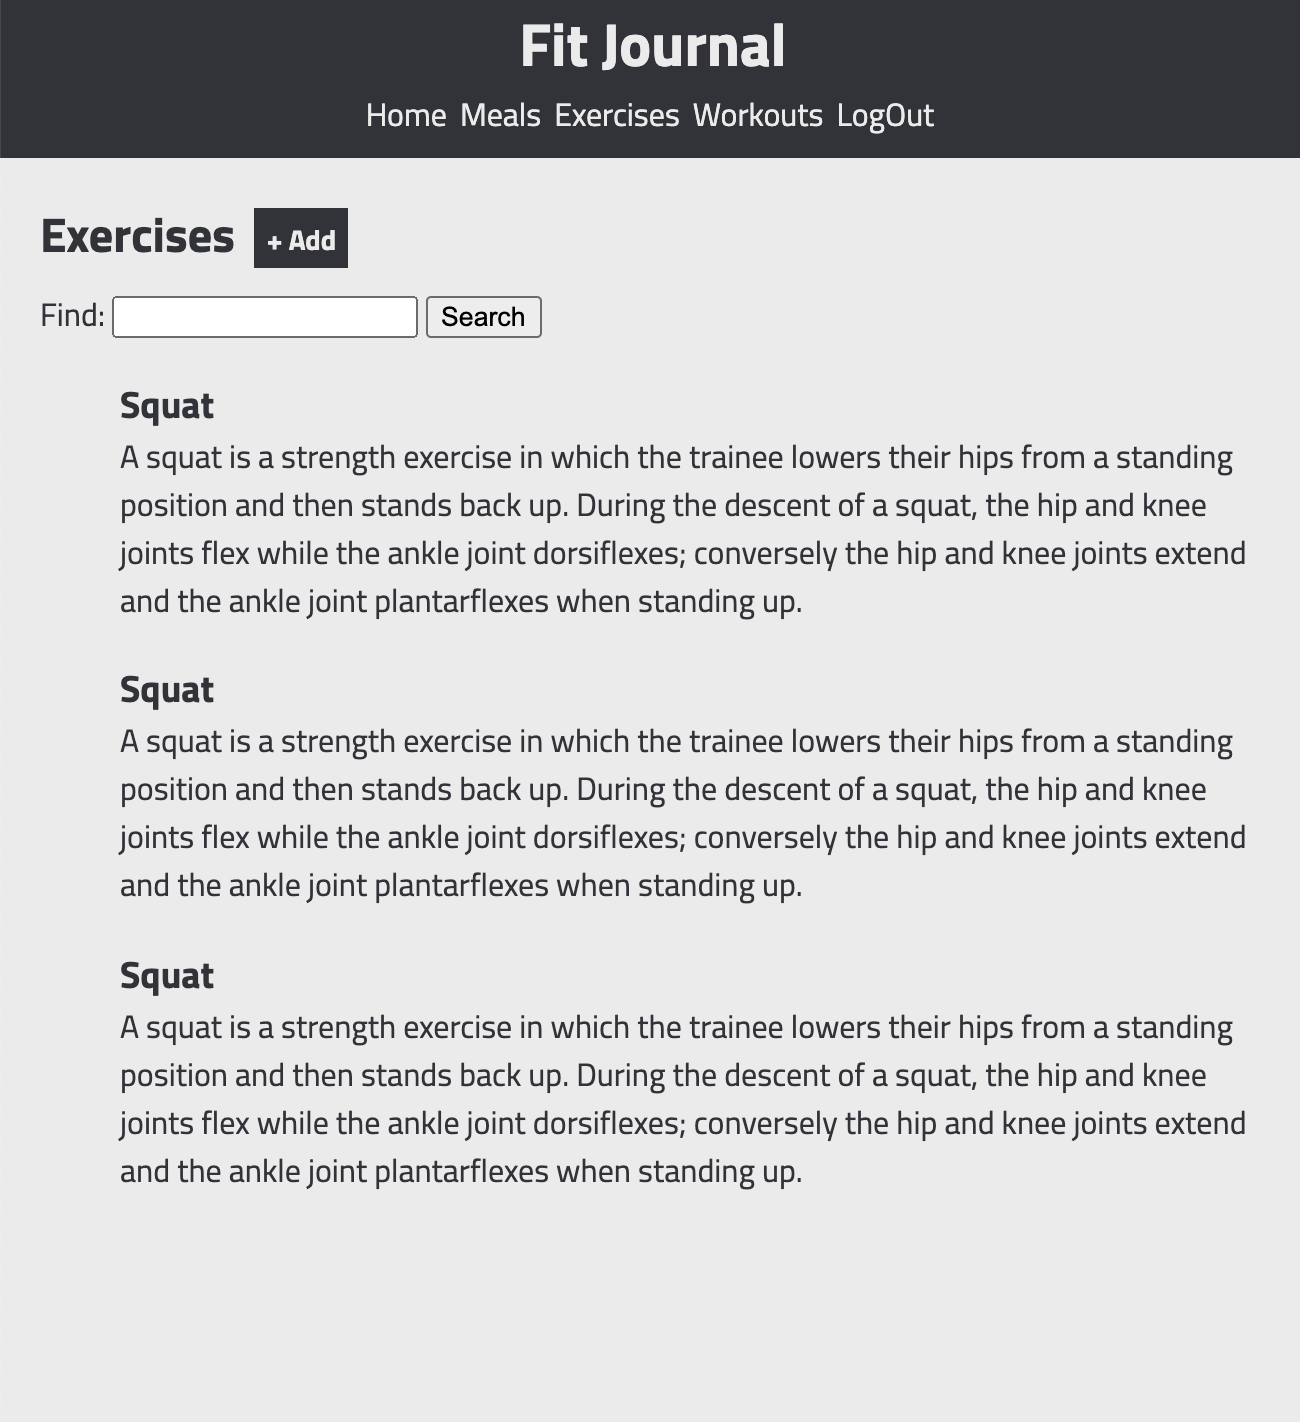 Fit Journal
Home Meals Exercises Workouts LogOut
Exercises + Add
Find: Search
Squat
A squat is a strength exercise in which the trainee lowers their hips from a standing
position and then stands back up. During the descent of a squat, the hip and knee
joints flex while the ankle joint dorsiflexes; conversely the hip and knee joints extend
and the ankle joint plantarflexes when standing up.
Squat
A squat is a strength exercise in which the trainee lowers their hips from a standing
position and then stands back up. During the descent of a squat, the hip and knee
joints flex while the ankle joint dorsiflexes; conversely the hip and knee joints extend
and the ankle joint plantarflexes when standing up.
Squat
A squat is a strength exercise in which the trainee lowers their hips from a standing
position and then stands back up. During the descent of a squat, the hip and knee
joints flex while the ankle joint dorsiflexes; conversely the hip and knee joints extend
and the ankle joint plantarflexes when standing up.